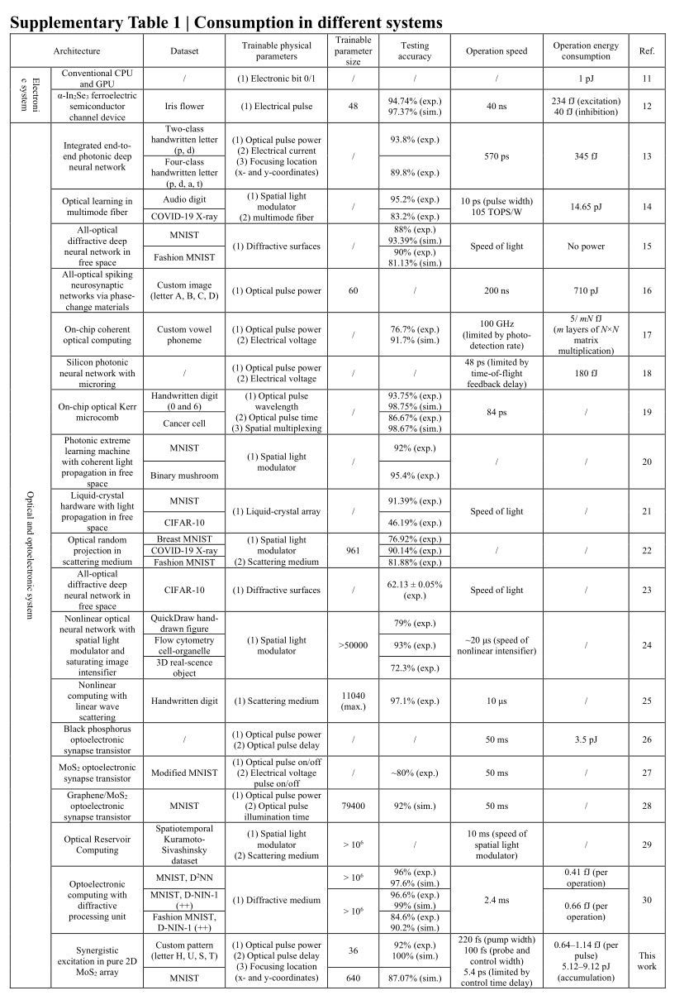 Supplementary Table 1 | Consumption in different systems
Architecture
Dataset
Trainable physical
parameters
Trainable
parameter
size
Testing
accuracy
Operation speed
Operation energy
consumption
Ref.
Electroni
c system
Conventional CPU
and GPU
/
(1) Electronic bit 0/1
/
/
/
1 pJ
11
α-In₂Se₃ ferroelectric
semiconductor
channel device
Iris flower
(1) Electrical pulse
48
94.74% (exp.)
97.37% (sim.)
40 ns
234 fJ (excitation)
40 fJ (inhibition)
12
Optical and optoelectronic system
Integrated end-to-
end photonic deep
neural network
Two-class
handwritten letter
(p, d)
Four-class
handwritten letter
(p, d, a, t)
(1) Optical pulse power
(2) Electrical current
(3) Focusing location
(x- and y-coordinates)
/
93.8% (exp.)
89.8% (exp.)
570 ps
345 fJ
13
Optical learning in
multimode fiber
Audio digit
COVID-19 X-ray
(1) Spatial light
modulator
(2) multimode fiber
/
95.2% (exp.)
83.2% (exp.)
10 ps (pulse width)
105 TOPS/W
14.65 pJ
14
All-optical
diffractive deep
neural network in
free space
MNIST
Fashion MNIST
(1) Diffractive surfaces
/
88% (exp.)
93.39% (sim.)
90% (exp.)
81.13% (sim.)
Speed of light
No power
15
All-optical spiking
neurosynaptic
networks via phase-
change materials
Custom image
(letter A, B, C, D)
(1) Optical pulse power
60
/
200 ns
710 pJ
16
On-chip coherent
optical computing
Custom vowel
phoneme
(1) Optical pulse power
(2) Electrical voltage
/
76.7% (exp.)
91.7% (sim.)
100 GHz
(limited by photo-
detection rate)
5/ mN fJ
(m layers of N×N
matrix
multiplication)
17
Silicon photonic
neural network with
microring
/
(1) Optical pulse power
(2) Electrical voltage
/
/
48 ps (limited by
time-of-flight
feedback delay)
180 fJ
18
On-chip optical Kerr
microcomb
Handwritten digit
(0 and 6)
Cancer cell
(1) Optical pulse
wavelength
(2) Optical pulse time
(3) Spatial multiplexing
/
93.75% (exp.)
98.75% (sim.)
86.67% (exp.)
98.67% (sim.)
84 ps
/
19
Photonic extreme
learning machine
with coherent light
propagation in free
space
MNIST
Binary mushroom
(1) Spatial light
modulator
/
92% (exp.)
95.4% (exp.)
/
/
20
Liquid-crystal
hardware with light
propagation in free
space
MNIST
CIFAR-10
(1) Liquid-crystal array
/
91.39% (exp.)
46.19% (exp.)
Speed of light
/
21
Optical random
projection in
scattering medium
Breast MNIST
COVID-19 X-ray
Fashion MNIST
(1) Spatial light
modulator
(2) Scattering medium
961
76.92% (exp.)
90.14% (exp.)
81.88% (exp.)
/
/
22
All-optical
diffractive deep
neural network in
free space
CIFAR-10
(1) Diffractive surfaces
/
62.13 ± 0.05%
(exp.)
Speed of light
/
23
Nonlinear optical
neural network with
spatial light
modulator and
saturating image
intensifier
QuickDraw hand-
drawn figure
Flow cytometry
cell-organelle
3D real-scence
object
(1) Spatial light
modulator
>50000
79% (exp.)
93% (exp.)
72.3% (exp.)
~20 μs (speed of
nonlinear intensifier)
/
24
Nonlinear
computing with
linear wave
scattering
Handwritten digit
(1) Scattering medium
11040
(max.)
97.1% (exp.)
10 μs
/
25
Black phosphorus
optoelectronic
synapse transistor
/
(1) Optical pulse power
(2) Optical pulse delay
/
/
50 ms
3.5 pJ
26
MoS₂ optoelectronic
synapse transistor
Modified MNIST
(1) Optical pulse on/off
(2) Electrical voltage
pulse on/off
/
~80% (exp.)
50 ms
/
27
Graphene/MoS₂
optoelectronic
synapse transistor
MNIST
(1) Optical pulse power
(2) Optical pulse
illumination time
79400
92% (sim.)
50 ms
/
28
Optical Reservoir
Computing
Spatiotemporal
Kuramoto-
Sivashinsky
dataset
(1) Spatial light
modulator
(2) Scattering medium
> 10⁶
/
10 ms (speed of
spatial light
modulator)
/
29
Optoelectronic
computing with
diffractive
processing unit
MNIST, D²NN
MNIST, D-NIN-1
(++)
Fashion MNIST,
D-NIN-1 (++)
(1) Diffractive medium
> 10⁶
> 10⁶
96% (exp.)
97.6% (sim.)
96.6% (exp.)
99% (sim.)
84.6% (exp.)
90.2% (sim.)
2.4 ms
0.41 fJ (per
operation)
0.66 fJ (per
operation)
30
Synergistic
excitation in pure 2D
MoS₂ array
Custom pattern
(letter H, U, S, T)
MNIST
(1) Optical pulse power
(2) Optical pulse delay
(3) Focusing location
(x- and y-coordinates)
36
640
92% (exp.)
100% (sim.)
87.07% (sim.)
220 fs (pump width)
100 fs (probe and
control width)
5.4 ps (limited by
control time delay)
0.64–1.14 fJ (per
pulse)
5.12–9.12 pJ
(accumulation)
This
work